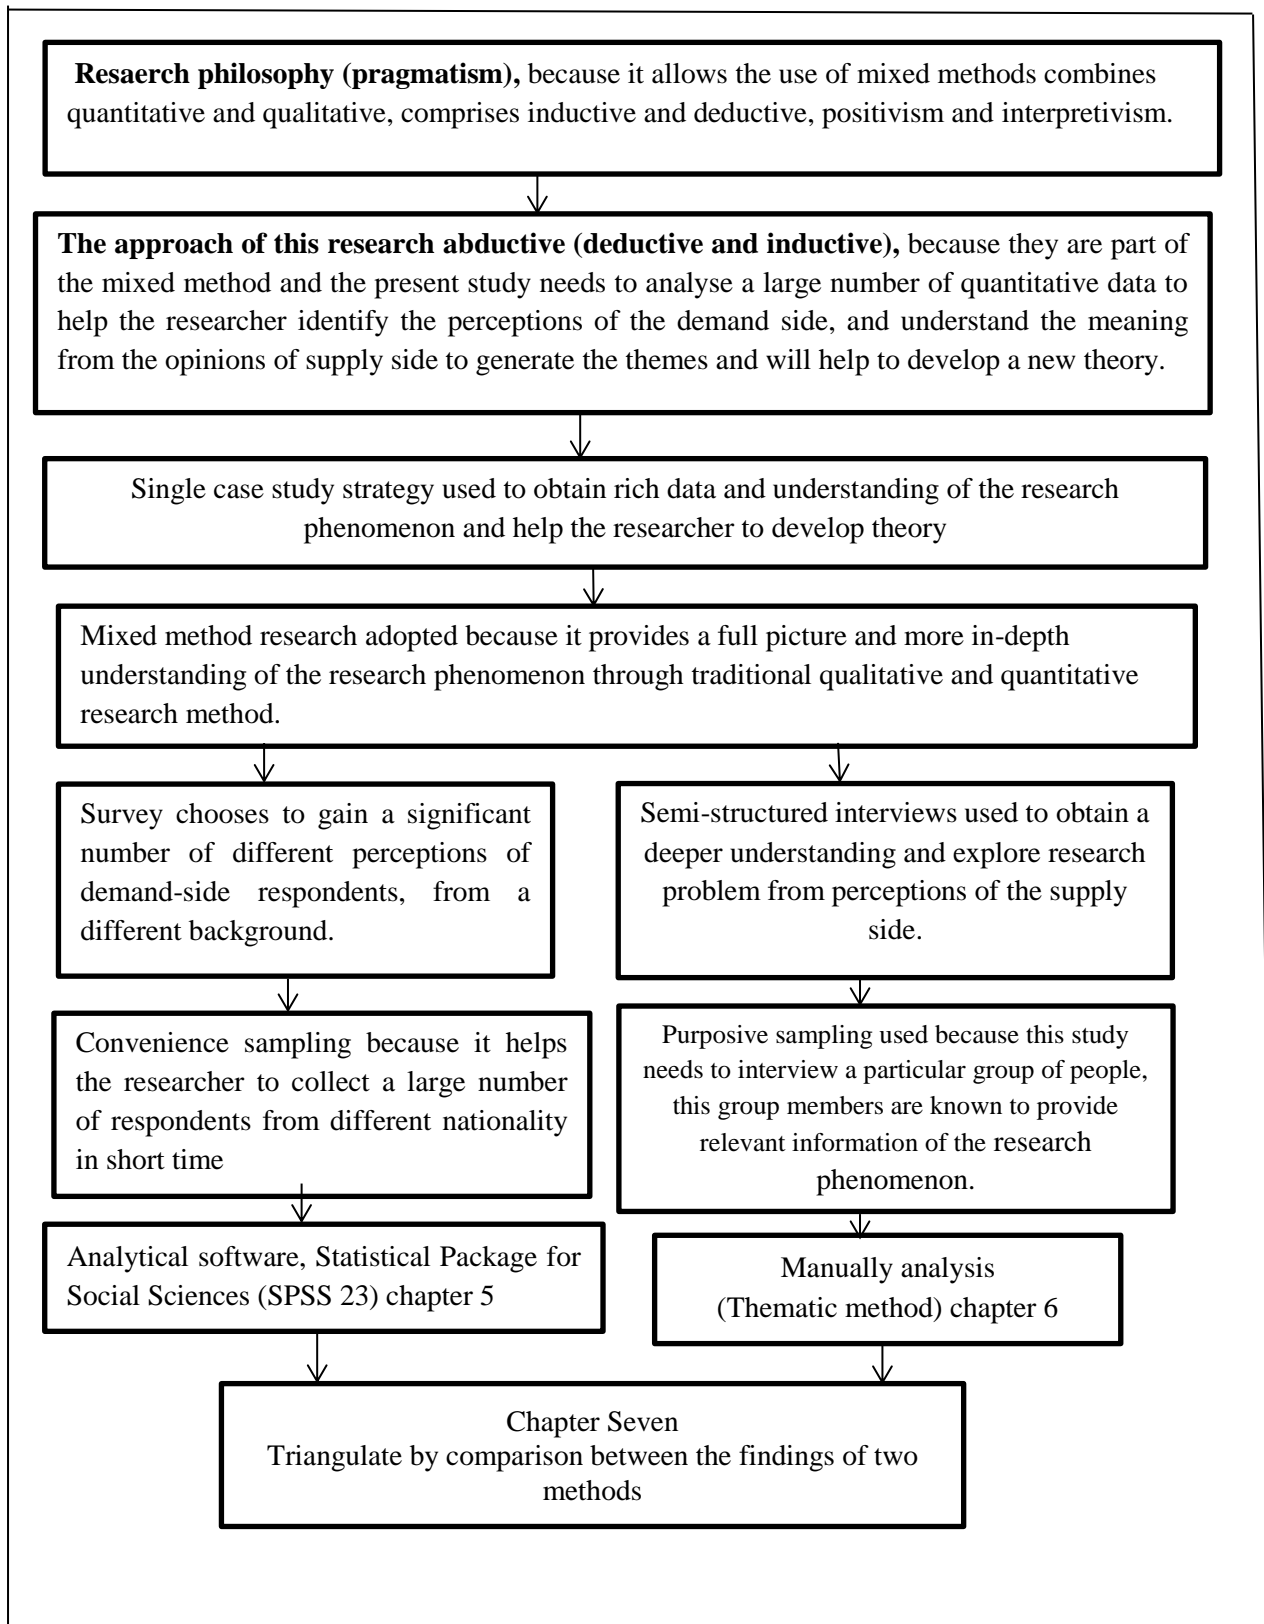 Resaerch philosophy (pragmatism), because it allows the use of mixed methods combines
quantitative and qualitative, comprises inductive and deductive, positivism and interpretivism.
The approach of this research abductive (deductive and inductive), because they are part of
the mixed method and the present study needs to analyse a large number of quantitative data to
help the researcher identify the perceptions of the demand side, and understand the meaning
from the opinions of supply side to generate the themes and will help to develop a new theory.
Single case study strategy used to obtain rich data and understanding of the research
phenomenon and help the researcher to develop theory
Mixed method research adopted because it provides a full picture and more in-depth
understanding of the research phenomenon through traditional qualitative and quantitative
research method.
Survey chooses to gain a significant
number of different perceptions of
demand-side respondents, from a
different background.
Semi-structured interviews used to obtain a
deeper understanding and explore research
problem from perceptions of the supply
side.
Convenience sampling because it helps
the researcher to collect a large number
of respondents from different nationality
in short time
Purposive sampling used because this study
needs to interview a particular group of people,
this group members are known to provide
relevant information of the research
phenomenon.
Analytical software, Statistical Package for
Social Sciences (SPSS 23) chapter 5
Manually analysis
(Thematic method) chapter 6
Chapter Seven
Triangulate by comparison between the findings of two
methods